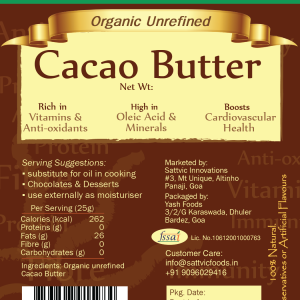 Organic Unrefined
Cacao Butter
Net Wt:
Rich in
Vitamins &
Anti-oxidants
High in
Oleic Acid &
Minerals
Boosts
Cardiovascular
Health
Serving Suggestions:
• substitute for oil in cooking
• Chocolates & Desserts
• use externally as moisturiser
Per Serving (25g)
Calories (kcal) 262
Proteins (g) 0
Fats (g) 26
Fibre (g) 0
Carbohydrates (g) 0
Ingredients: Organic unrefined
Cacao Butter
Marketed by:
Sattvic Innovations
#3, Mt Unique, Altinho
Panaji, Goa
Packaged by:
Yash Foods
3/2/G Karaswada, Dhuler
Bardez, Goa
fssai
Lic. No.10612001000763
Customer Care:
info@sattvicfoods.in
+91 9096029416
Pkg. Date:
100% Natural
Preservatives or Artificial Flavours